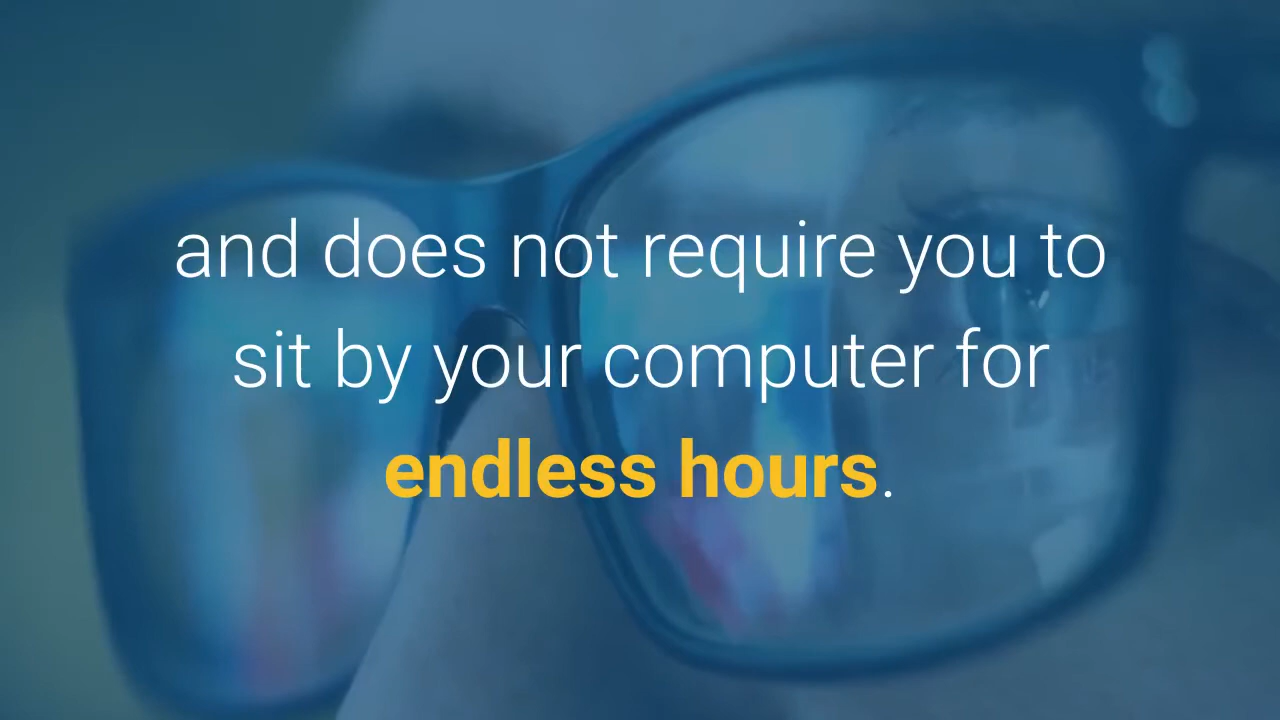 and does not require you to
sit by your computer for
endless hours.